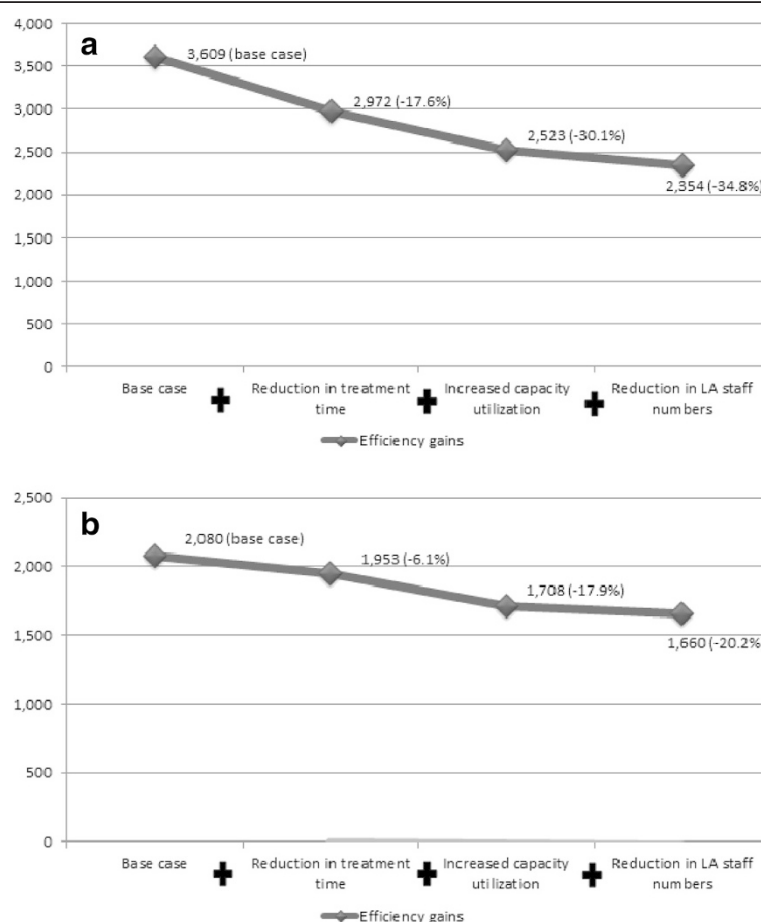 4,000
a
3,609 (base case)
3,500
2,972 (-17.6%)
3,000
2,523 (-30.1%)
2,500
2,354 (-34.8%)
2,000
1,500
1,000
500
0
Base case + Reduction in treatment time + Increased capacity utilization + Reduction in LA staff numbers
Efficiency gains
2,500
b
2,080 (base case)
1,953 (-6.1%)
2,000
1,708 (-17.9%)
1,500
1,660 (-20.2%
1,000
500
0
Base case + Reduction in treatment time + Increased capacity utilization + Reduction in LA staff numbers
Efficiency gains